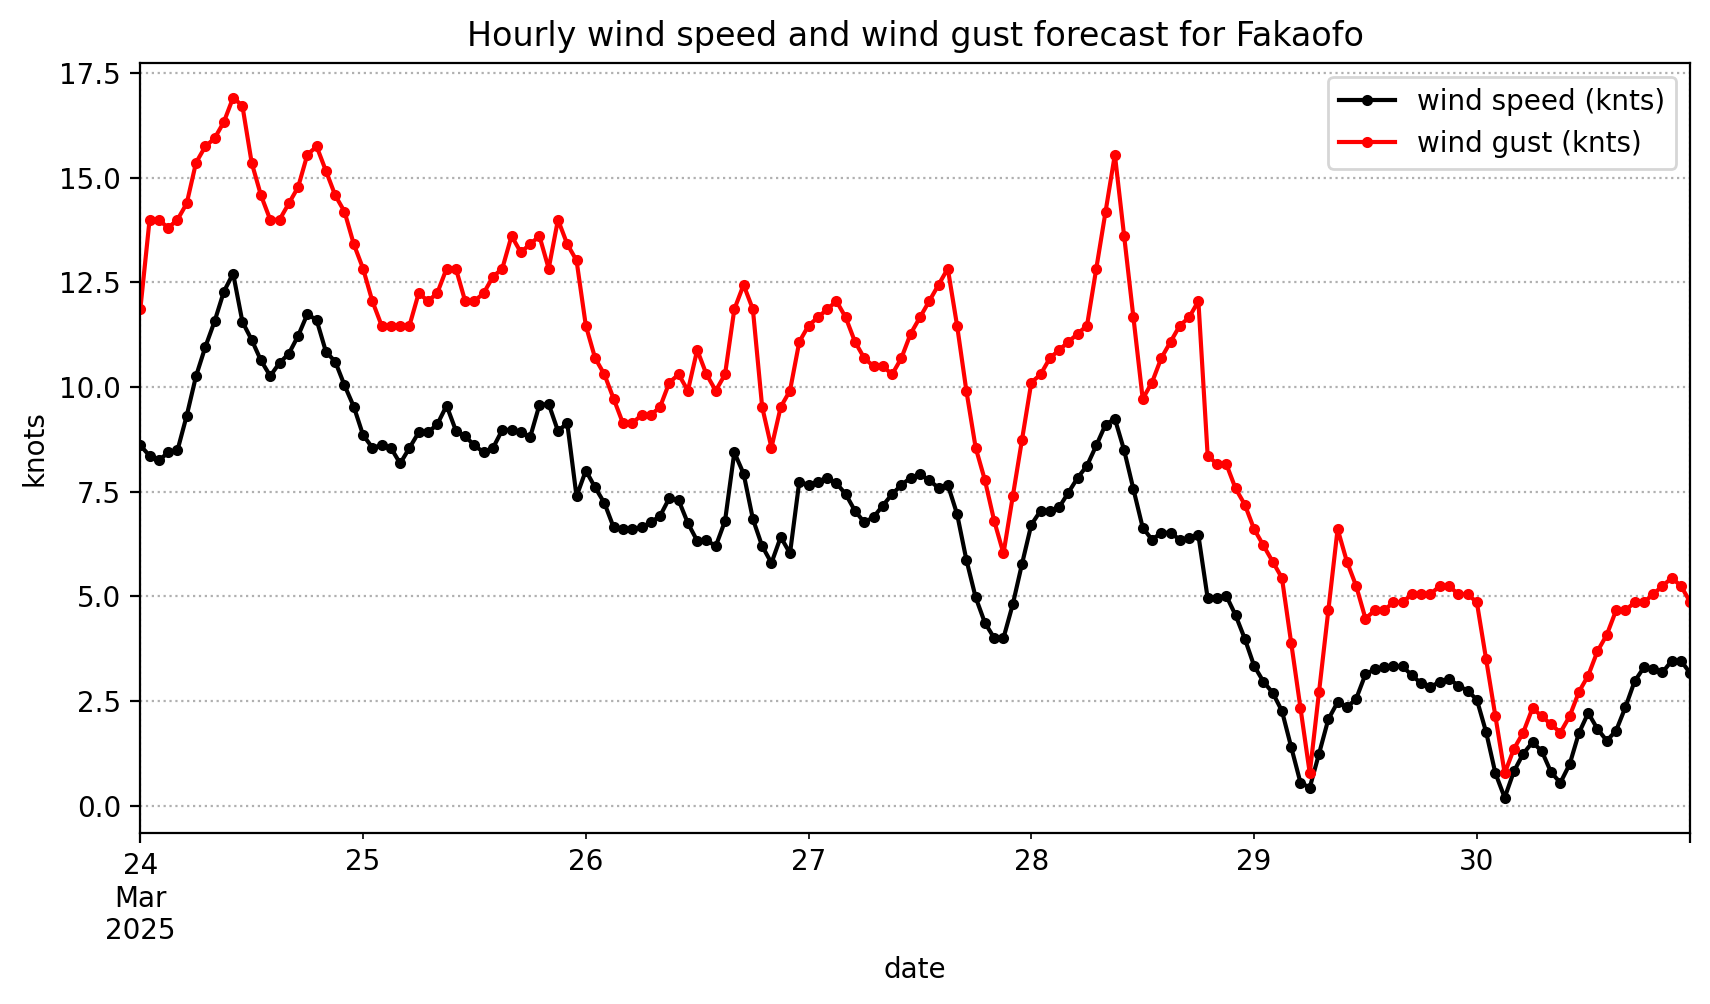 Hourly wind speed and wind gust forecast for Fakaofo
wind speed (knts)
wind gust (knts)
knots
17.5
15.0
12.5
10.0
7.5
5.0
2.5
0.0
24
Mar
2025
25
26
27
28
29
30
date